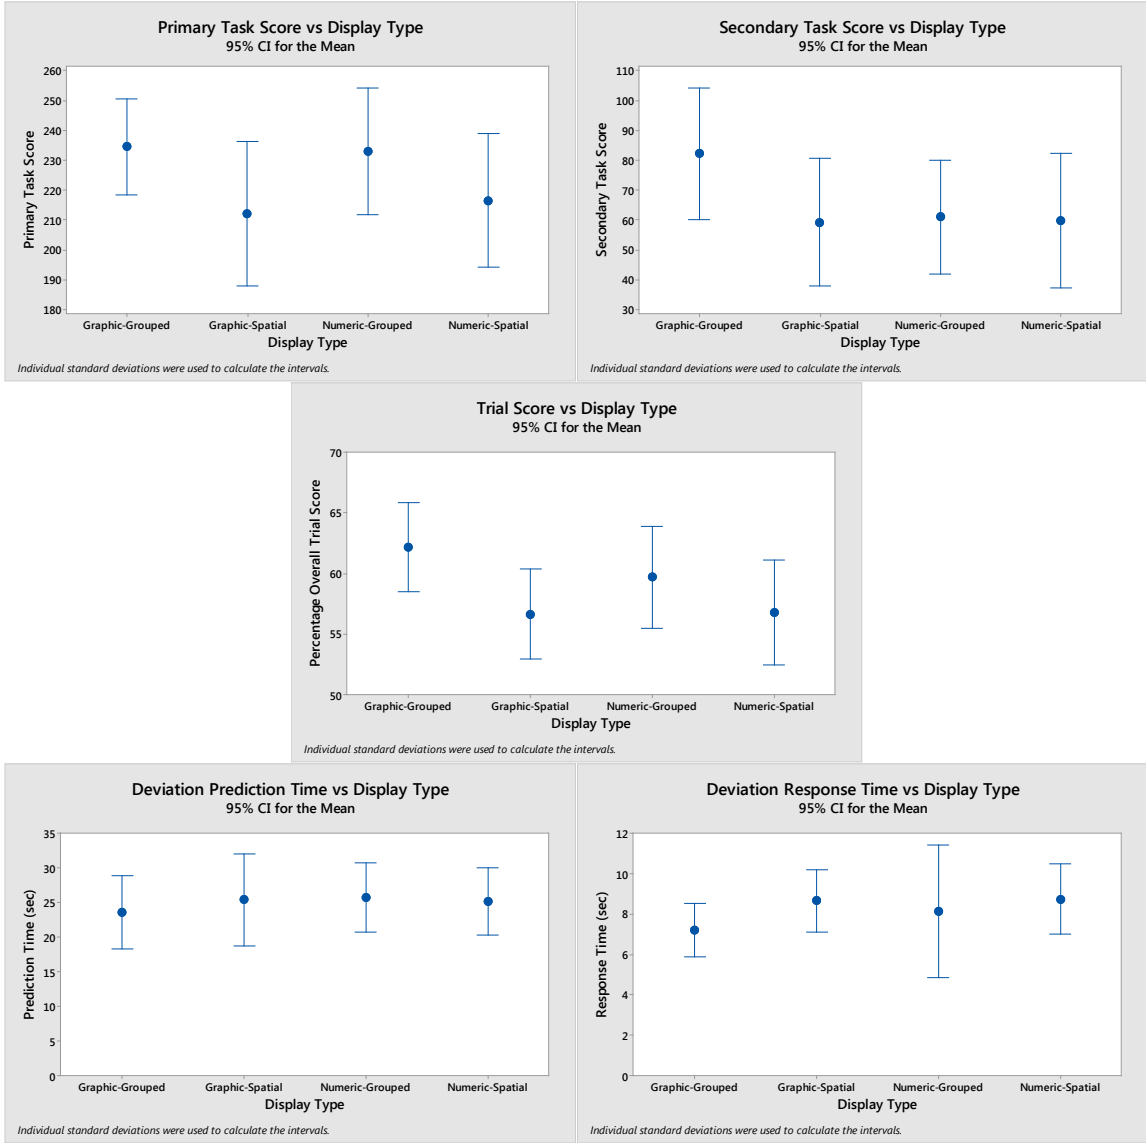 Primary Task Score vs Display Type
95% CI for the Mean
Primary Task Score
260
250
240
230
220
210
200
190
180
Graphic-Grouped Graphic-Spatial Numeric-Grouped Numeric-Spatial
Display Type
Individual standard deviations were used to calculate the intervals.
Secondary Task Score vs Display Type
95% CI for the Mean
Secondary Task Score
110
100
90
80
70
60
50
40
30
Graphic-Grouped Graphic-Spatial Numeric-Grouped Numeric-Spatial
Display Type
Individual standard deviations were used to calculate the intervals.
Trial Score vs Display Type
95% CI for the Mean
Percentage Overall Trial Score
70
65
60
55
50
Graphic-Grouped Graphic-Spatial Numeric-Grouped Numeric-Spatial
Display Type
Individual standard deviations were used to calculate the intervals.
Deviation Prediction Time vs Display Type
95% CI for the Mean
Prediction Time (sec)
35
30
25
20
15
10
5
0
Graphic-Grouped Graphic-Spatial Numeric-Grouped Numeric-Spatial
Display Type
Individual standard deviations were used to calculate the intervals.
Deviation Response Time vs Display Type
95% CI for the Mean
Response Time (sec)
12
10
8
6
4
2
0
Graphic-Grouped Graphic-Spatial Numeric-Grouped Numeric-Spatial
Display Type
Individual standard deviations were used to calculate the intervals.